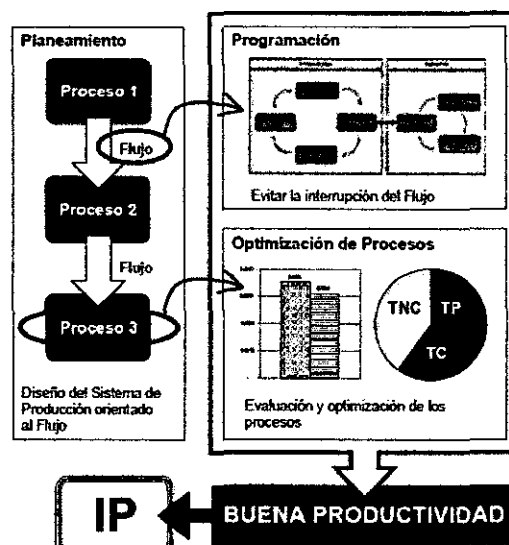 Planeamiento
Proceso 1
Flujo
Proceso 2
Flujo
Proceso 3
Diseño del Sistema de
Producción orientado
al Flujo
Programación
Evitar la interrupción del Flujo
Optimización de Procesos
TNC
TP
TC
Evaluación y optimización de los
procesos
IP
BUENA PRODUCTIVIDAD